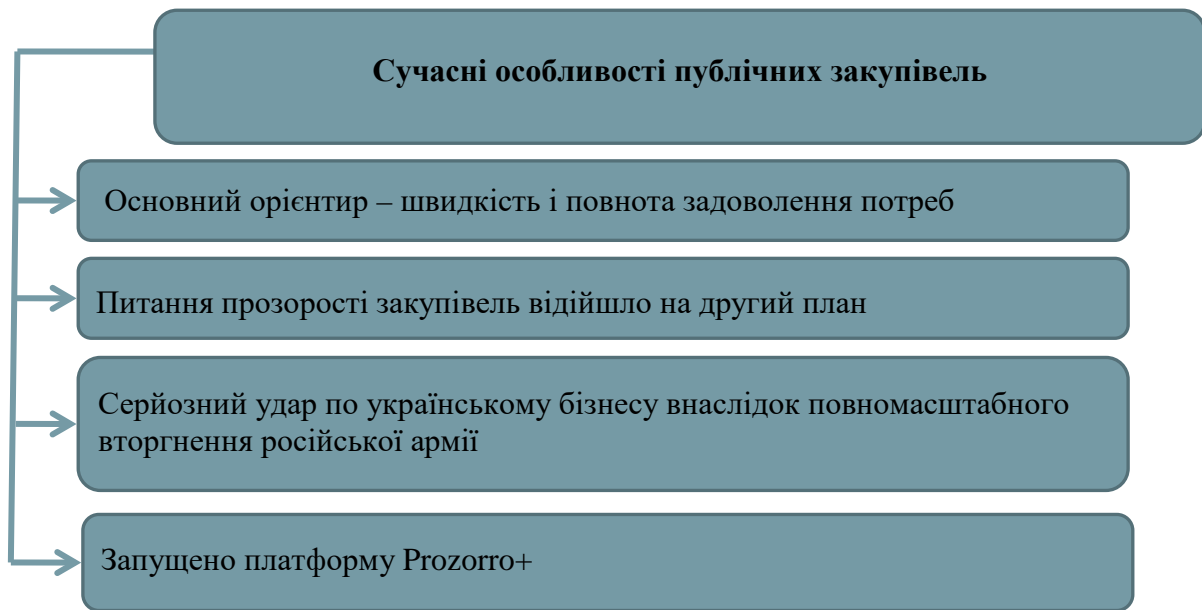 Сучасні особливості публічних закупівель
Основний орієнтир – швидкість і повнота задоволення потреб
Питання прозорості закупівель відійшло на другий план
Серйозний удар по українському бізнесу внаслідок повномасштабного
вторгнення російської армії
Запущено платформу Prozorro+